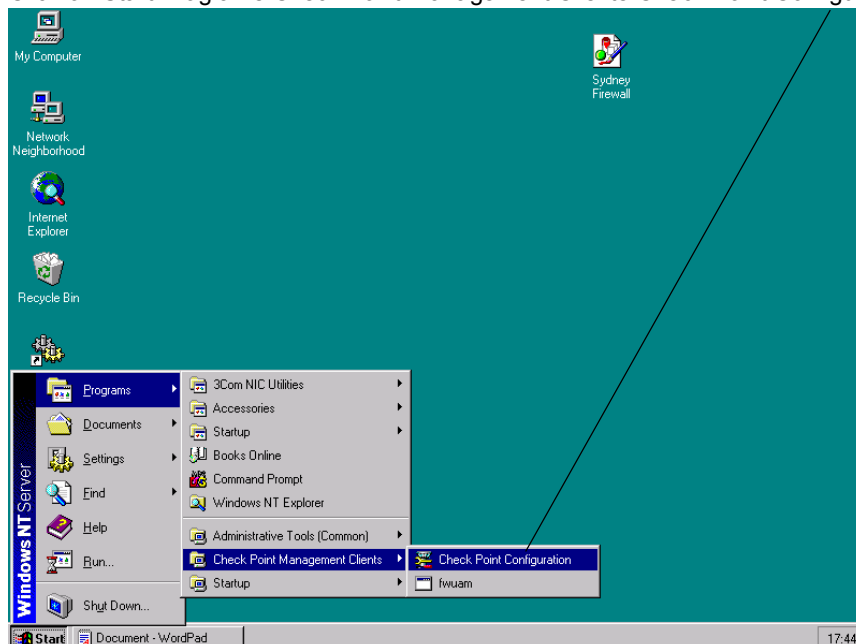 My Computer
Sydney
Firewall
Network
Neighborhood
Internet
Explorer
Recycle Bin
Programs
Documents
Settings
Find
Help
Run...
Shut Down...
Windows NT Server
3Com NIC Utilities
Accessories
Startup
Books Online
Command Prompt
Windows NT Explorer
Administrative Tools (Common)
Check Point Management Clients
Startup
Check Point Configuration
fwuam
Start
Document - WordPad
17:44